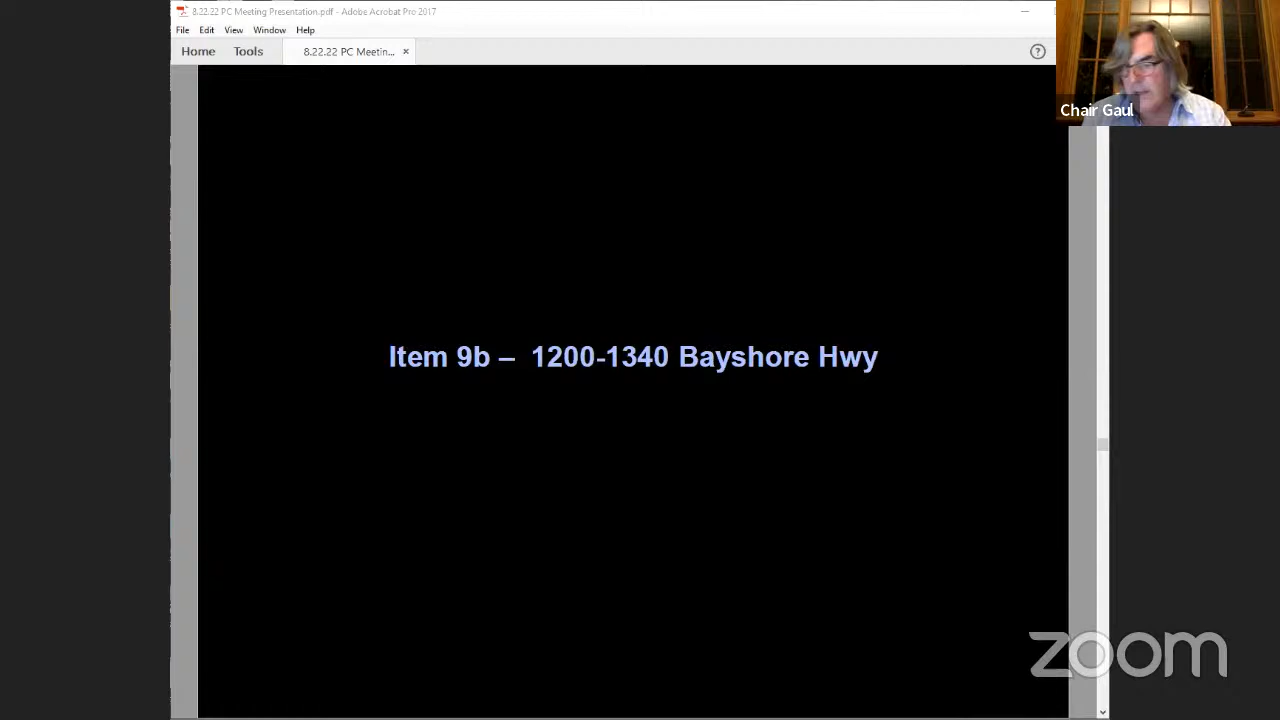 8.22.22 PC Meeting Presentation.pdf - Adobe Acrobat Pro 2017
File Edit View Window Help
Home Tools 8.22.22 PC Meetin... × ?
Chair Gaul
Item 9b – 1200-1340 Bayshore Hwy
zoom